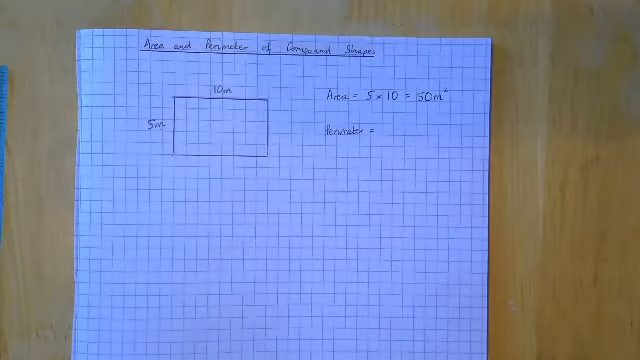 Area and Perimeter of Compound Shapes
10m
Area = 5 × 10 = 50m²
5m
Perimeter =